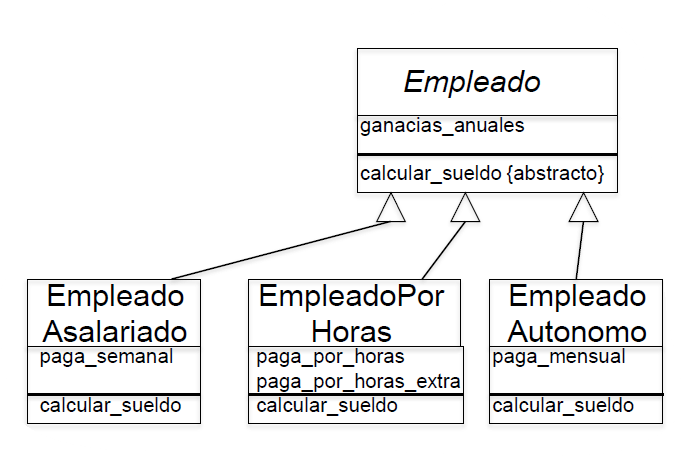 Empleado
ganacias_anuales
calcular_sueldo {abstracto}
Empleado
Asalariado
paga_semanal
calcular_sueldo
EmpleadoPor
Horas
paga_por_horas
paga_por_horas_extra
calcular_sueldo
Empleado
Autonomo
paga_mensual
calcular_sueldo